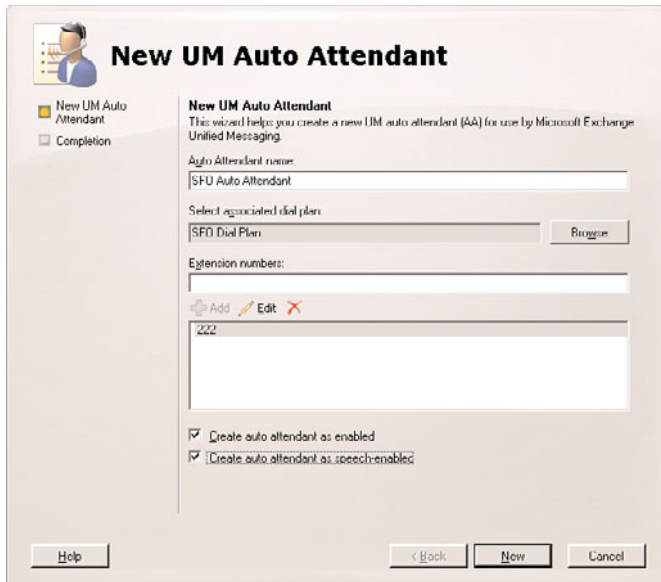 New UM Auto Attendant
New UM Auto
Attendant
Completion
New UM Auto Attendant
This wizard helps you create a new UM auto attendant (AA) for use by Microsoft Exchange
Unified Messaging.
Auto Attendant name:
SFO Auto Attendant
Select associated dial plan:
SFO Dial Plan
Browse
Extension numbers:
Add Edit
222
Create auto attendant as enabled
Create auto attendant as speech-enabled
Help
< Back
New
Cancel